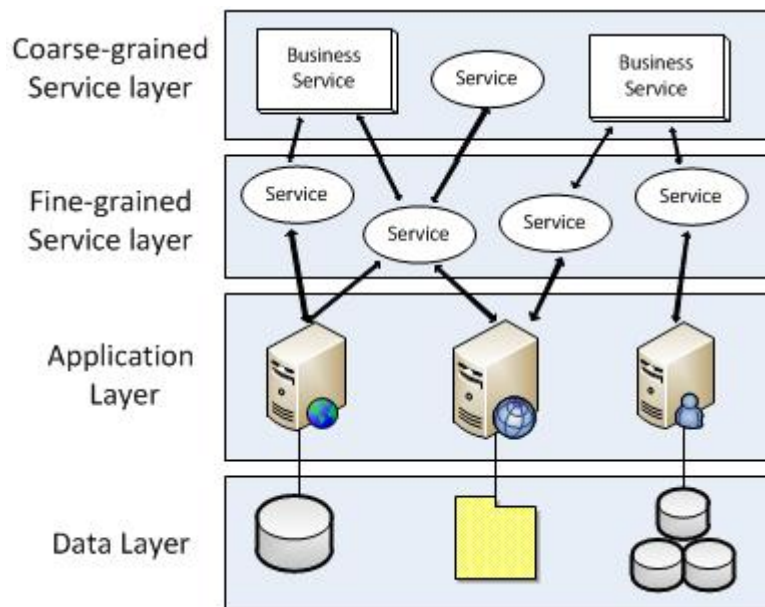 Coarse-grained
Service layer
Business
Service
Service
Business
Service
Fine-grained
Service layer
Service
Service
Service
Service
Application
Layer
Data Layer